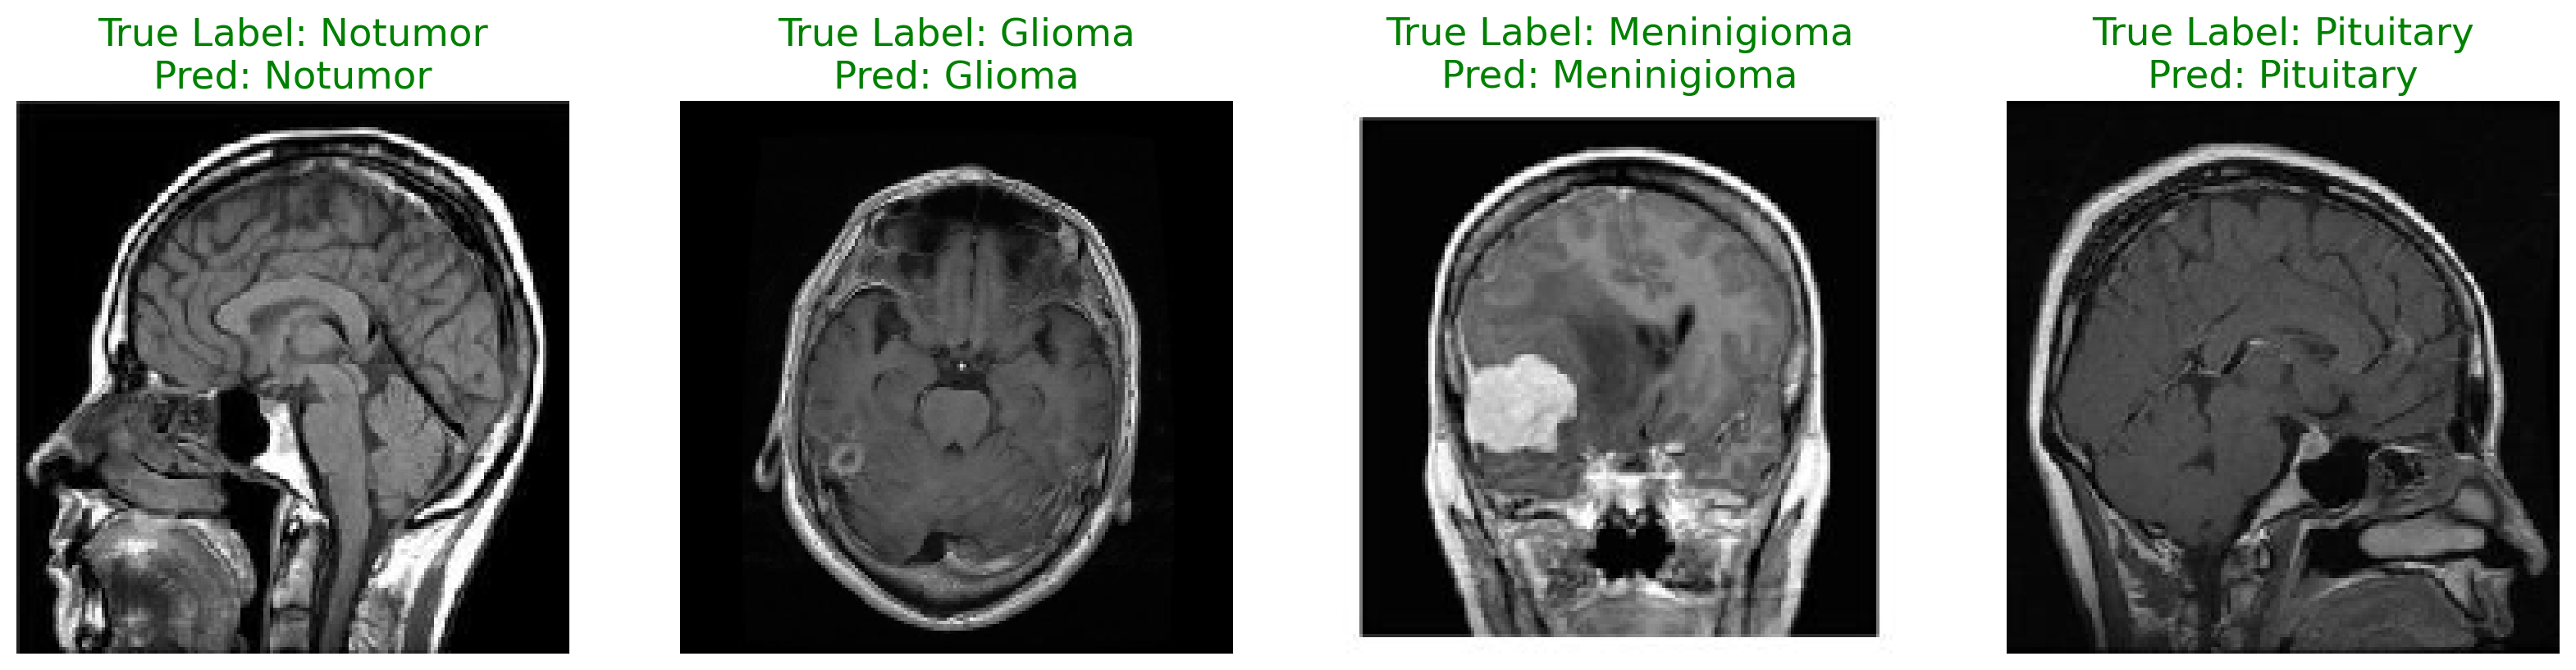 True Label: Notumor
Pred: Notumor
True Label: Glioma
Pred: Glioma
True Label: Meninigioma
Pred: Meninigioma
True Label: Pituitary
Pred: Pituitary